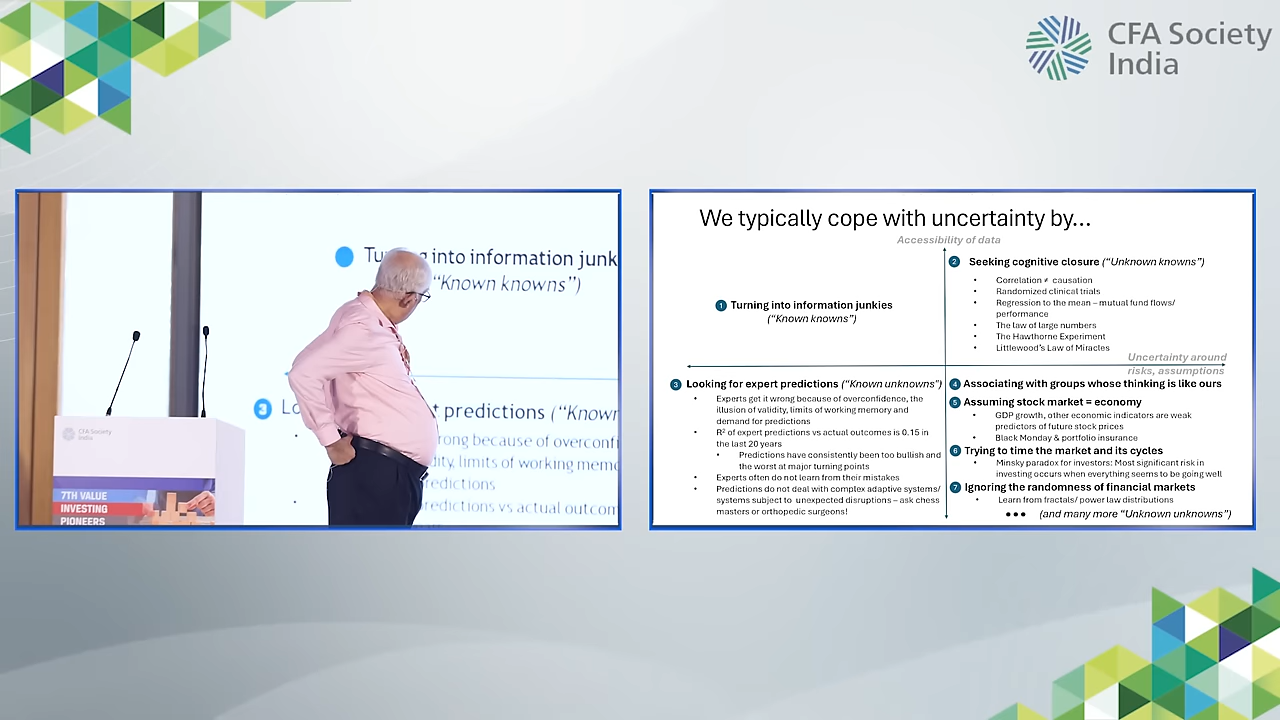 CFA Society
India
Turning into information junk
"Known knowns")
3 Lo
t predictions ("Known
rong because of overconfi
dity, limits of working memo
redictions
redictions vs actual outcom
CFA Society
India
7TH VALUE
INVESTING
PIONEERS
We typically cope with uncertainty by...
Accessibility of data
1 Turning into information junkies
("Known knowns")
2 Seeking cognitive closure ("Unknown knowns")
• Correlation ≠ causation
• Randomized clinical trials
• Regression to the mean – mutual fund flows/
performance
• The law of large numbers
• The Hawthorne Experiment
• Littlewood's Law of Miracles
Uncertainty around
risks, assumptions
3 Looking for expert predictions ("Known unknowns")
• Experts get it wrong because of overconfidence, the
illusion of validity, limits of working memory and
demand for predictions
• R² of expert predictions vs actual outcomes is 0.15 in
the last 20 years
• Predictions have consistently been too bullish and
the worst at major turning points
• Experts often do not learn from their mistakes
• Predictions do not deal with complex adaptive systems/
systems subject to unexpected disruptions – ask chess
masters or orthopedic surgeons!
4 Associating with groups whose thinking is like ours
5 Assuming stock market = economy
• GDP growth, other economic indicators are weak
predictors of future stock prices
• Black Monday & portfolio insurance
6 Trying to time the market and its cycles
• Minsky paradox for investors: Most significant risk in
investing occurs when everything seems to be going well
7 Ignoring the randomness of financial markets
• Learn from fractals/ power law distributions
••• (and many more "Unknown unknowns")